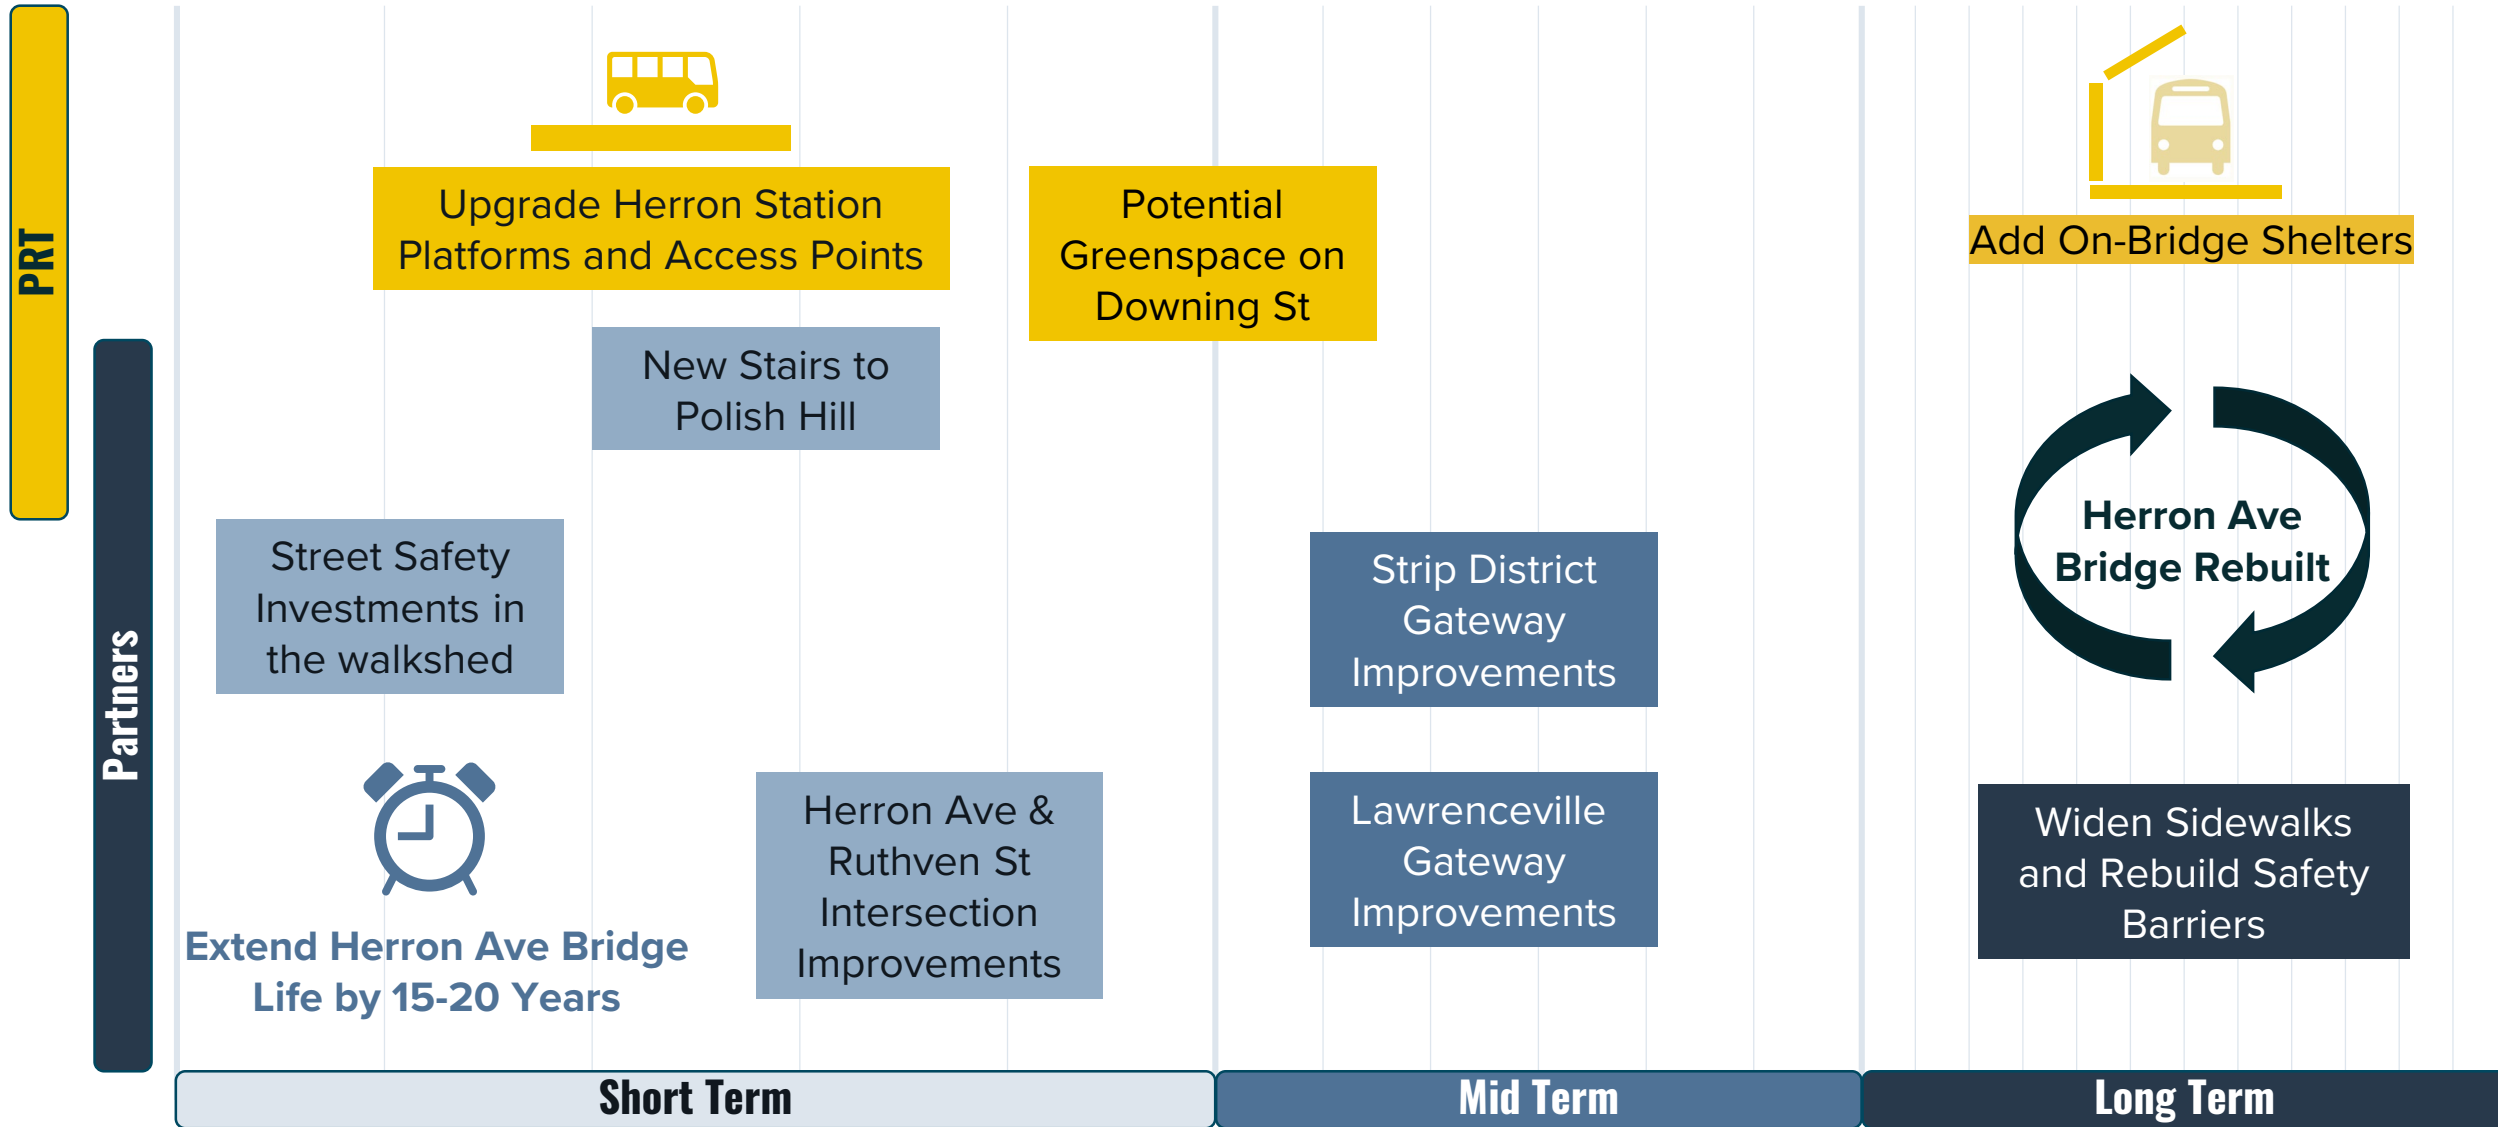 PRT
Partners
Upgrade Herron Station
Platforms and Access Points
Potential
Greenspace on
Downing St
Add On-Bridge Shelters
New Stairs to
Polish Hill
Street Safety
Investments in
the walkshed
Strip District
Gateway
Improvements
Herron Ave
Bridge Rebuilt
Extend Herron Ave Bridge
Life by 15-20 Years
Herron Ave &
Ruthven St
Intersection
Improvements
Lawrenceville
Gateway
Improvements
Widen Sidewalks
and Rebuild Safety
Barriers
Short Term
Mid Term
Long Term